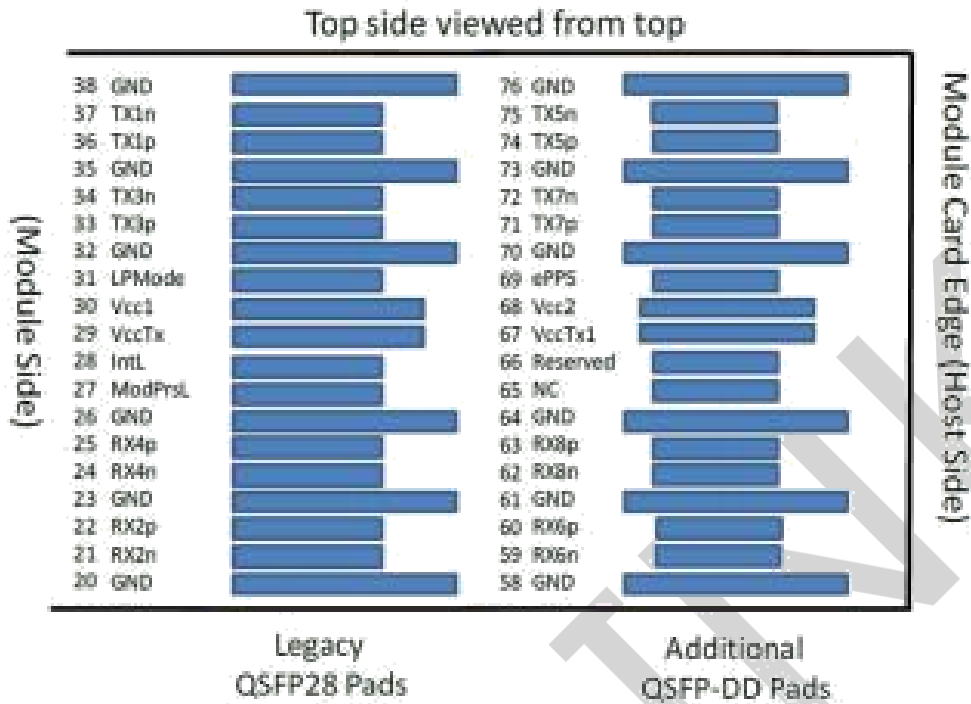 Top side viewed from top
38 GND
37 TX1n
36 TX1p
35 GND
34 TX3n
33 TX3p
32 GND
31 LPMode
30 Vcc1
29 VccTx
28 IntL
27 ModPrsL
26 GND
25 RX4p
24 RX4n
23 GND
22 RX2p
21 RX2n
20 GND
76 GND
75 TX5n
74 TX5p
73 GND
72 TX7n
71 TX7p
70 GND
69 ePPS
68 Vcc2
67 VccTx1
66 Reserved
65 NC
64 GND
63 RX8p
62 RX8n
61 GND
60 RX6p
59 RX6n
58 GND
(Module Side)
Module Card Edge (Host Side)
Legacy
QSFP28 Pads
Additional
QSFP-DD Pads